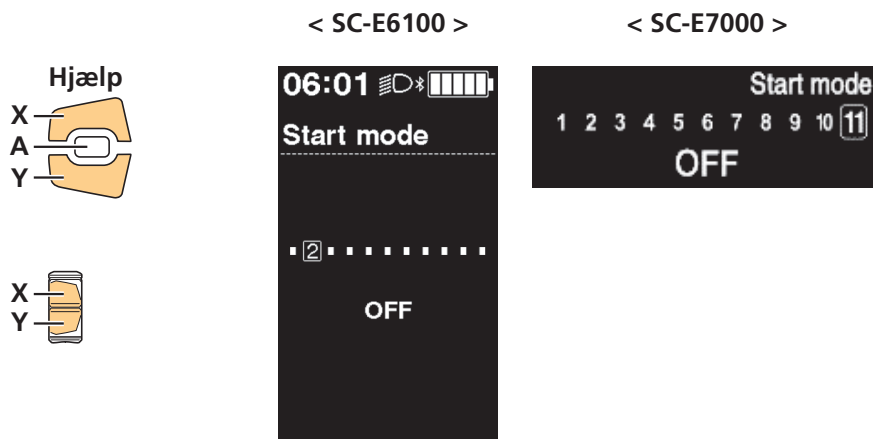 < SC-E6100 >
< SC-E7000 >
Hjælp
X
A
Y
X
Y
06:01
Start mode
2
OFF
Start mode
1 2 3 4 5 6 7 8 9 10 11
OFF